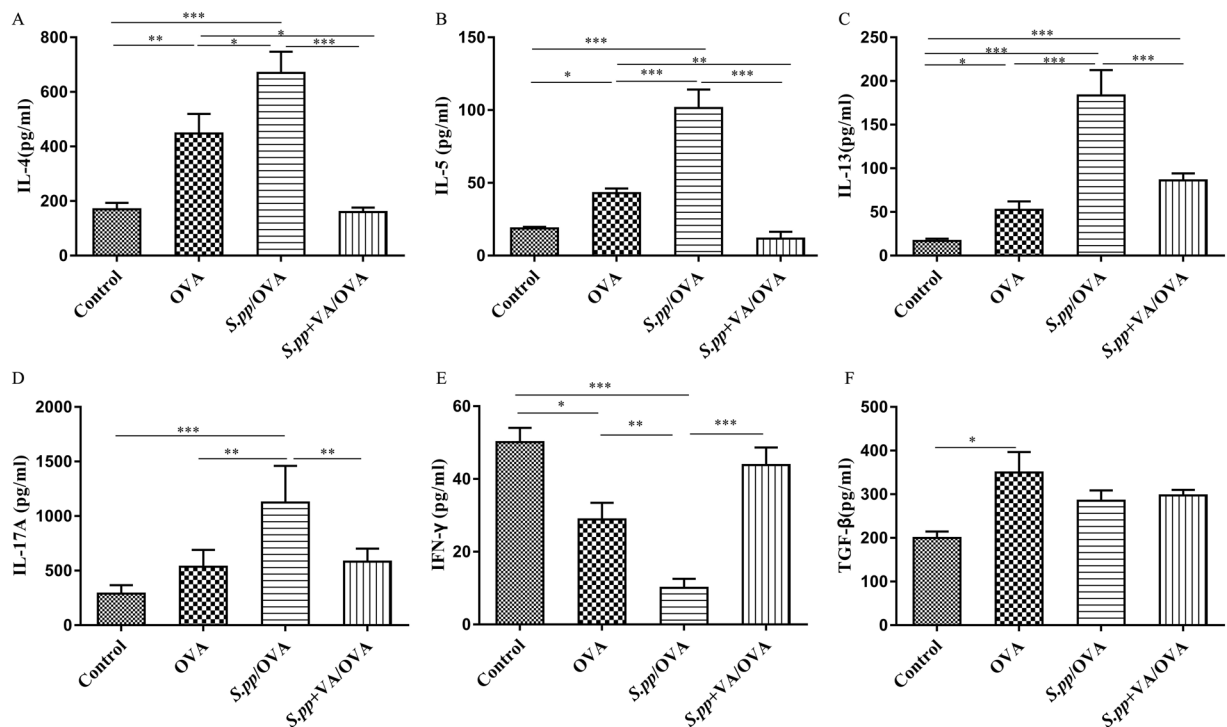 A
IL-4(pg/ml)
800
600
400
200
0
***
**
*
*
***
Control
OVA
S.pp/OVA
S.pp+VA/OVA
B
IL-5 (pg/ml)
150
100
50
0
***
**
*
***
***
Control
OVA
S.pp/OVA
S.pp+VA/OVA
C
IL-13(pg/ml)
250
200
150
100
50
0
***
***
*
***
***
Control
OVA
S.pp/OVA
S.pp+VA/OVA
D
IL-17A (pg/ml)
2000
1500
1000
500
0
***
**
**
Control
OVA
S.pp/OVA
S.pp+VA/OVA
E
IFN-γ (pg/ml)
60
40
20
0
***
*
**
***
Control
OVA
S.pp/OVA
S.pp+VA/OVA
F
TGF-β(pg/ml)
500
400
300
200
100
0
*
Control
OVA
S.pp/OVA
S.pp+VA/OVA